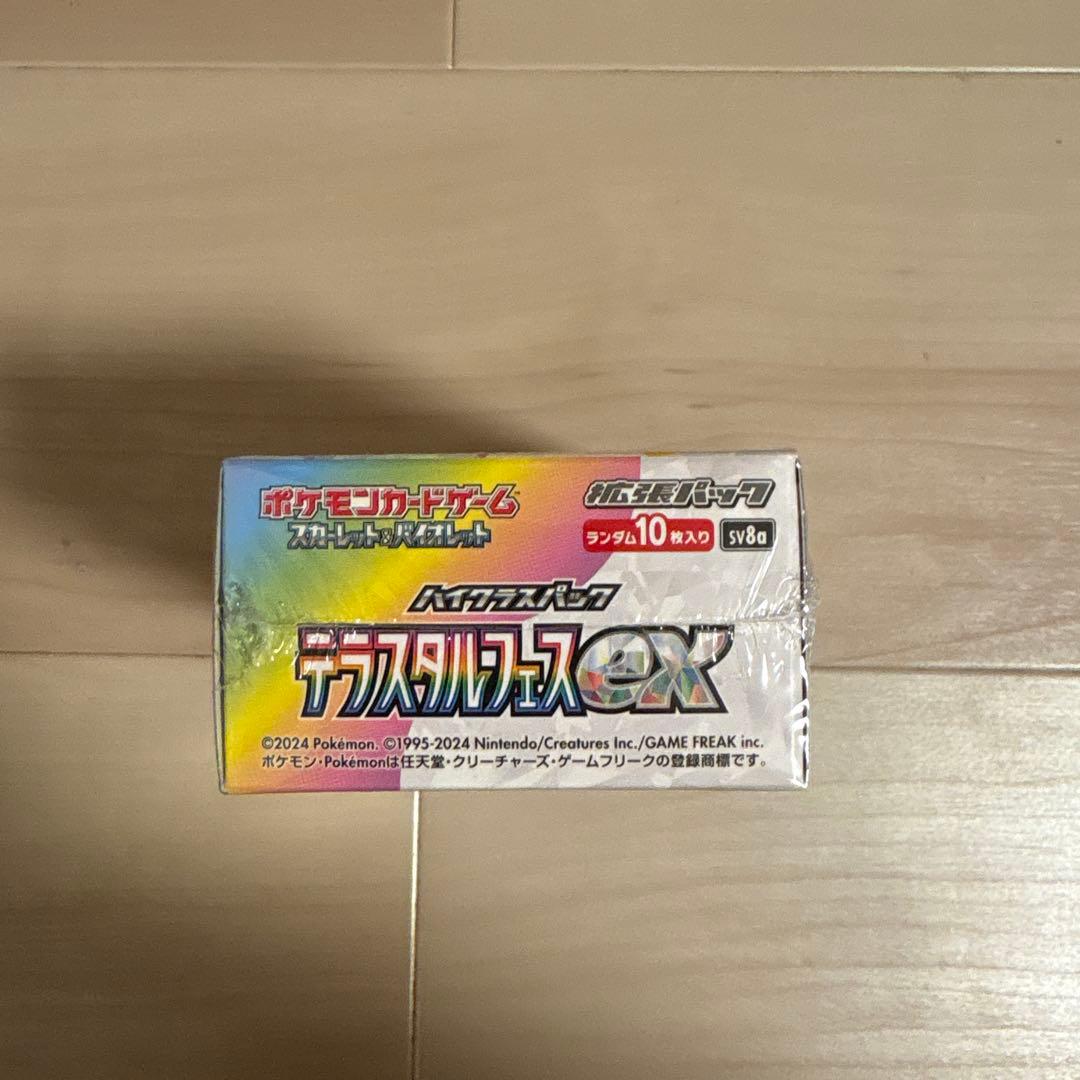 ポケモンカードゲーム™
スカーレット&バイオレット
拡張パック
ランダム10枚入り SV8a
ハイクラスパック
テラスタルフェスex
©2024 Pokémon. ©1995-2024 Nintendo/Creatures Inc./GAME FREAK inc.
ポケモン・Pokémonは任天堂・クリーチャーズ・ゲームフリークの登録商標です。